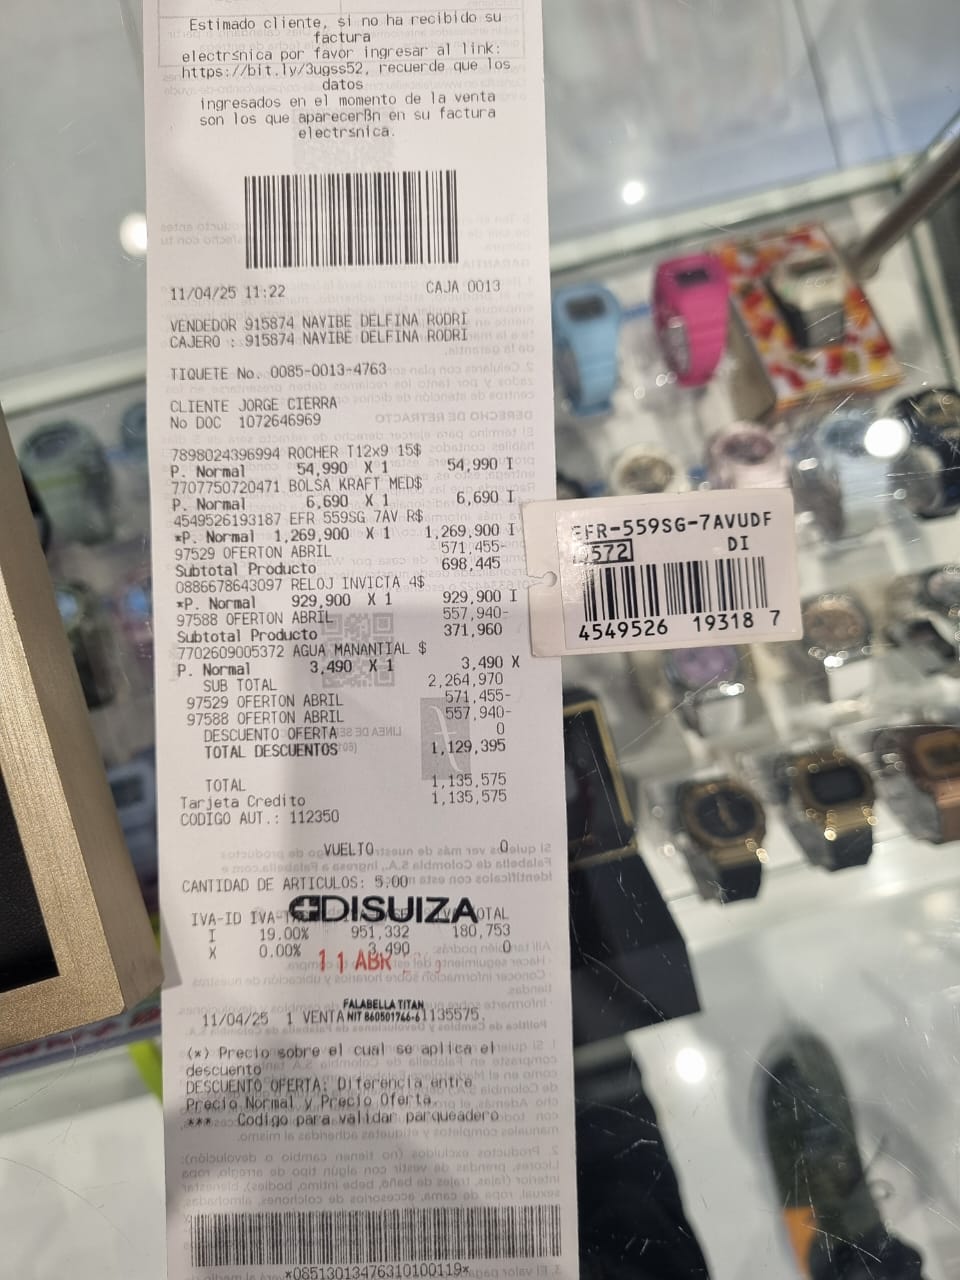 Estimado cliente, si no ha recibido su
factura
electrsnica por favor ingresar al link:
https://bit.ly/3ugss52, recuerde que los
datos
ingresados en el momento de la venta
son los que aparecerßn en su factura
electrsnica.
11/04/25 11:22 CAJA 0013
VENDEDOR 915874 NAYIBE DELFINA RODRI
CAJERO : 915874 NAYIBE DELFINA RODRI
TIQUETE No. 0085-0013-4763
CLIENTE JORGE CIERRA
No DOC 1072646969
7898024396994 ROCHER T12x9 15$
P. Normal 54,990 X 1 54,990 I
7707750720471 BOLSA KRAFT MED$
P. Normal 6,690 X 1 6,690 I
4549526193187 EFR 559SG 7AV R$
*P. Normal 1,269,900 X 1 1,269,900 I
97529 OFERTON ABRIL 571,455-
Subtotal Producto 698,445
0886678643097 RELOJ INVICTA 4$
*P. Normal 929,900 X 1 929,900 I
97588 OFERTON ABRIL 557,940-
Subtotal Producto 371,960
7702609005372 AGUA MANANTIAL $
P. Normal 3,490 X 1 3,490 X
SUB TOTAL 2,264,970
97529 OFERTON ABRIL 571,455-
97588 OFERTON ABRIL 557,940-
DESCUENTO OFERTA 0
TOTAL DESCUENTOS 1,129,395
TOTAL 1,135,575
Tarjeta Credito 1,135,575
CODIGO AUT.: 112350
VUELTO 0
CANTIDAD DE ARTICULOS: 5.00
DISUIZA
IVA-ID
I 19.00% 951,332 180,753
X 0.00% 3,490 0
11 ABR
FALABELLA TITAN
NIT 860501766-6
11/04/25 1 VENTA 1135575.
(*) Precio sobre el cual se aplica el
descuento
DESCUENTO OFERTA: Diferencia entre
Precio Normal y Precio Oferta.
*** Codigo para validar parqueadero
*08513013476310100119*
EFR-559SG-7AVUDF
5572 DI
4549526 19318 7